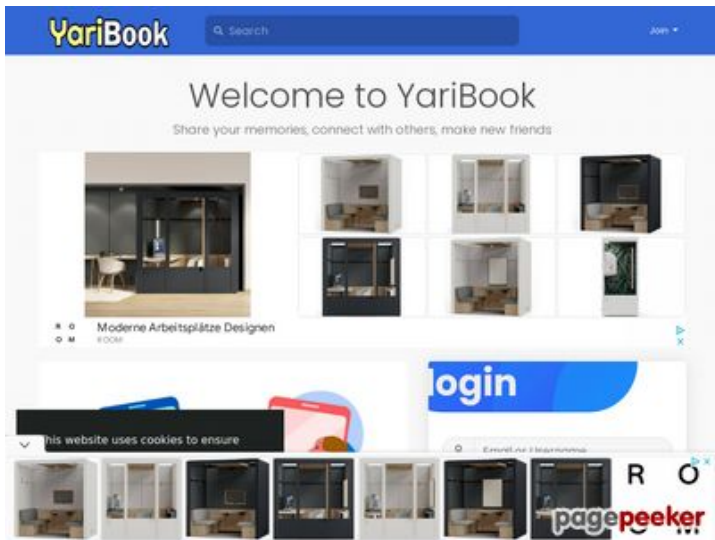 YariBook
Search
Join
Welcome to YariBook
Share your memories, connect with others, make new friends
R O
O M
Moderne Arbeitsplätze Designen
ROOM
login
his website uses cookies to ensure
Email or Username
R O
pagepeeker